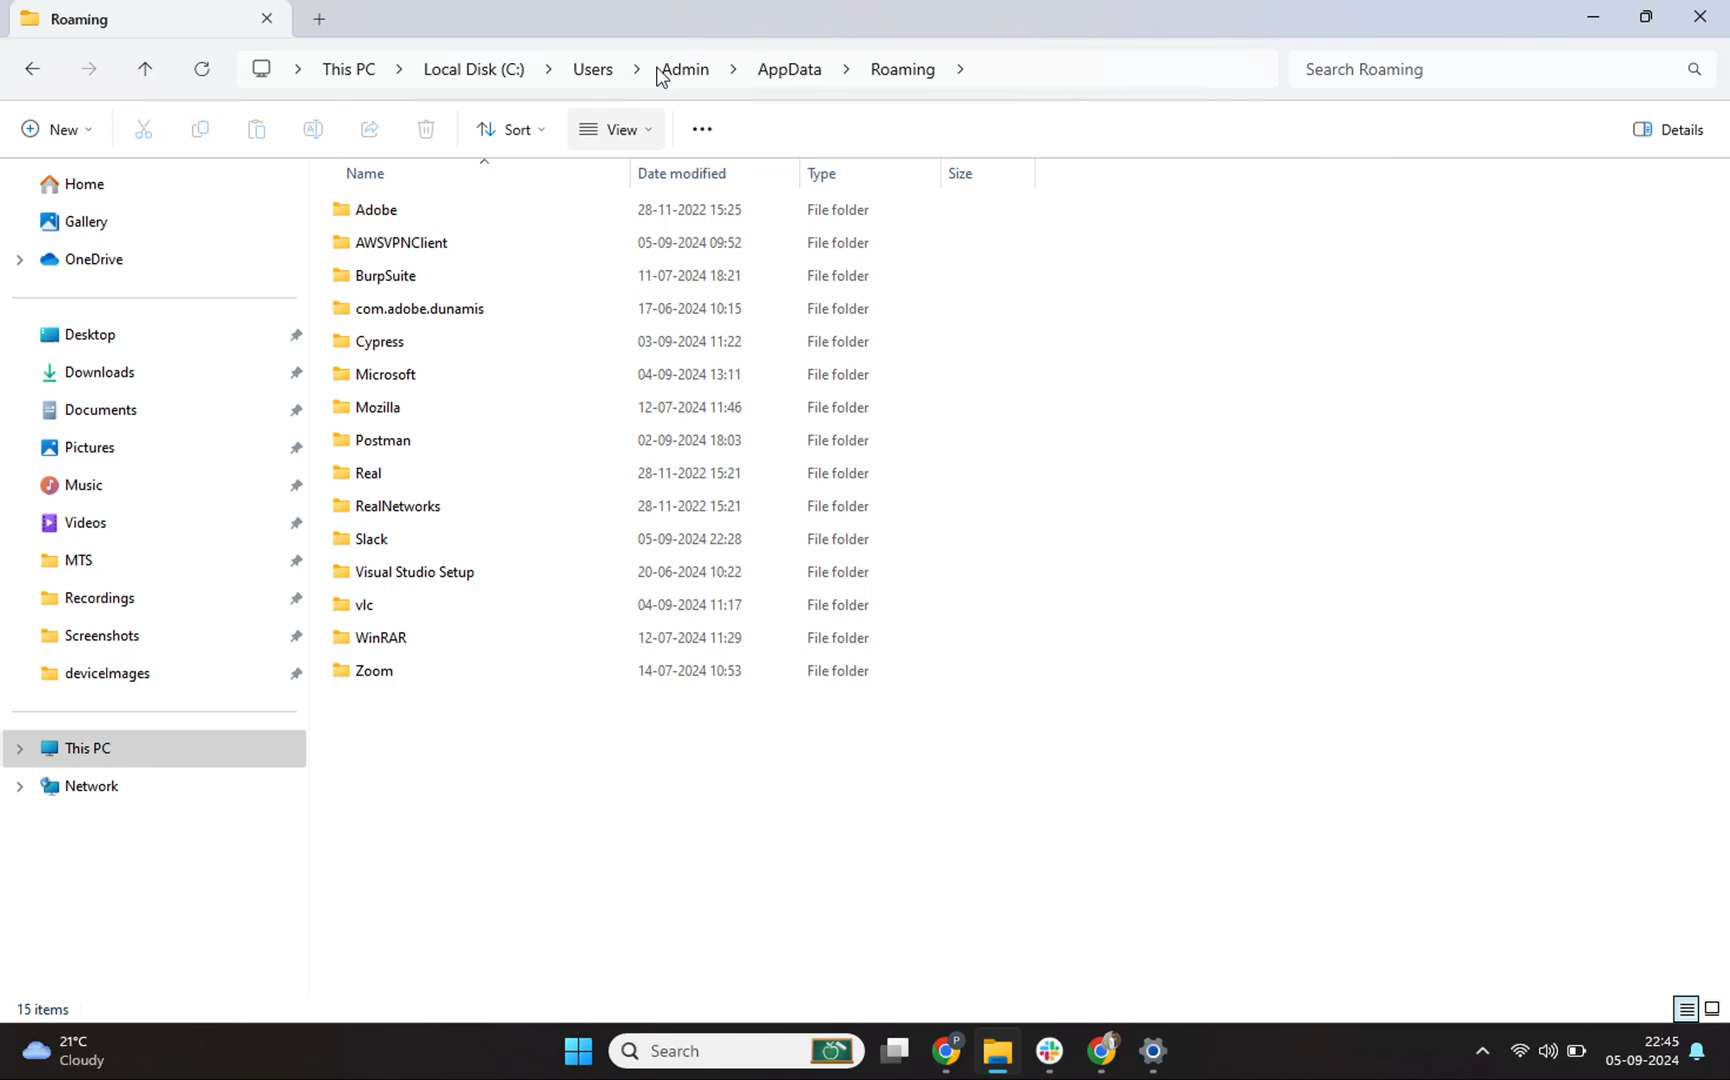 Roaming
This PC > Local Disk (C:) > Users > Admin > AppData > Roaming >
Search Roaming
New
Sort
View
Details
Home
Gallery
OneDrive
Desktop
Downloads
Documents
Pictures
Music
Videos
MTS
Recordings
Screenshots
deviceImages
This PC
Network
Name Date modified Type Size
Adobe 28-11-2022 15:25 File folder
AWSVPNClient 05-09-2024 09:52 File folder
BurpSuite 11-07-2024 18:21 File folder
com.adobe.dunamis 17-06-2024 10:15 File folder
Cypress 03-09-2024 11:22 File folder
Microsoft 04-09-2024 13:11 File folder
Mozilla 12-07-2024 11:46 File folder
Postman 02-09-2024 18:03 File folder
Real 28-11-2022 15:21 File folder
RealNetworks 28-11-2022 15:21 File folder
Slack 05-09-2024 22:28 File folder
Visual Studio Setup 20-06-2024 10:22 File folder
vlc 04-09-2024 11:17 File folder
WinRAR 12-07-2024 11:29 File folder
Zoom 14-07-2024 10:53 File folder
15 items
21°C
Cloudy
Search
P
22:45
05-09-2024